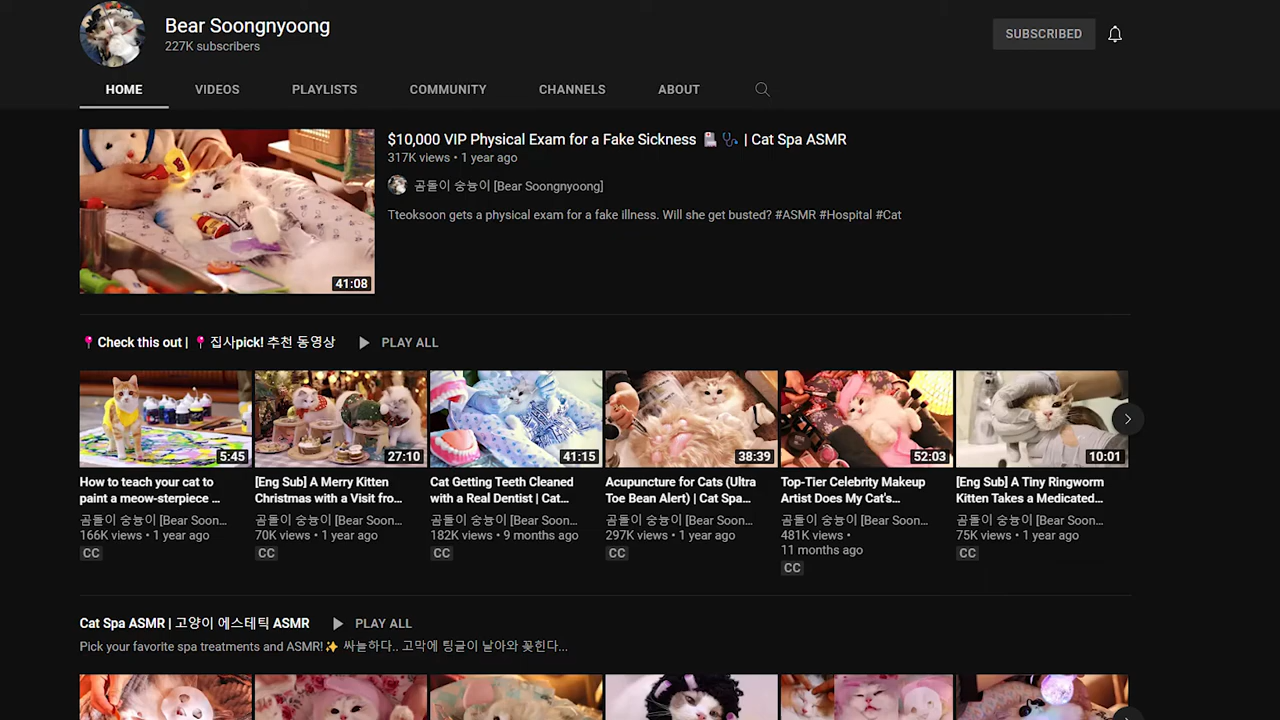 Bear Soongnyoong
227K subscribers
SUBSCRIBED
HOME VIDEOS PLAYLISTS COMMUNITY CHANNELS ABOUT
$10,000 VIP Physical Exam for a Fake Sickness | Cat Spa ASMR
317K views • 1 year ago
곰돌이 숭늉이 [Bear Soongnyoong]
Tteoksoon gets a physical exam for a fake illness. Will she get busted? #ASMR #Hospital #Cat
41:08
Check this out | 집사pick! 추천 동영상 PLAY ALL
5:45
How to teach your cat to
paint a meow-sterpiece ...
곰돌이 숭늉이 [Bear Soon...
166K views • 1 year ago
CC
27:10
[Eng Sub] A Merry Kitten
Christmas with a Visit fro...
곰돌이 숭늉이 [Bear Soon...
70K views • 1 year ago
CC
41:15
Cat Getting Teeth Cleaned
with a Real Dentist | Cat...
곰돌이 숭늉이 [Bear Soon...
182K views • 9 months ago
CC
38:39
Acupuncture for Cats (Ultra
Toe Bean Alert) | Cat Spa...
곰돌이 숭늉이 [Bear Soon...
297K views • 1 year ago
CC
52:03
Top-Tier Celebrity Makeup
Artist Does My Cat's...
곰돌이 숭늉이 [Bear Soon...
481K views •
11 months ago
CC
10:01
[Eng Sub] A Tiny Ringworm
Kitten Takes a Medicated...
곰돌이 숭늉이 [Bear Soon...
75K views • 1 year ago
CC
Cat Spa ASMR | 고양이 에스테틱 ASMR PLAY ALL
Pick your favorite spa treatments and ASMR!✨ 싸늘하다.. 고막에 팅글이 날아와 꽂힌다...